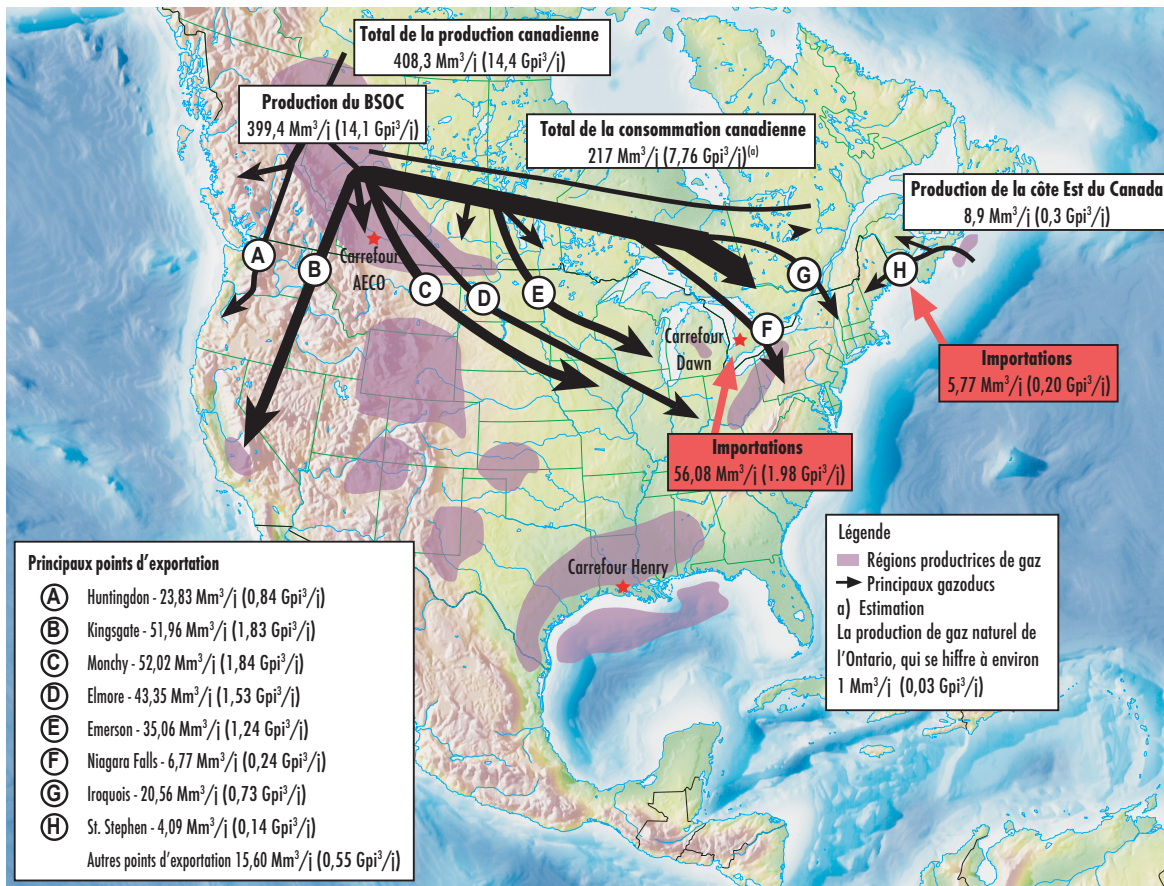 Total de la production canadienne
408,3 Mm³/j (14,4 Gpi³/j)
Production du BSOC
399,4 Mm³/j (14,1 Gpi³/j)
Total de la consommation canadienne
217 Mm³/j (7,76 Gpi³/j)⁽ᵃ⁾
Production de la côte Est du Canada
8,9 Mm³/j (0,3 Gpi³/j)
A
B
C
D
E
F
G
H
Carrefour
AECO
Carrefour
Dawn
Importations
5,77 Mm³/j (0,20 Gpi³/j)
Importations
56,08 Mm³/j (1.98 Gpi³/j)
Carrefour Henry
Légende
Régions productrices de gaz
Principaux gazoducs
a) Estimation
La production de gaz naturel de
l'Ontario, qui se hiffre à environ
1 Mm³/j (0,03 Gpi³/j)
Principaux points d'exportation
A Huntingdon - 23,83 Mm³/j (0,84 Gpi³/j)
B Kingsgate - 51,96 Mm³/j (1,83 Gpi³/j)
C Monchy - 52,02 Mm³/j (1,84 Gpi³/j)
D Elmore - 43,35 Mm³/j (1,53 Gpi³/j)
E Emerson - 35,06 Mm³/j (1,24 Gpi³/j)
F Niagara Falls - 6,77 Mm³/j (0,24 Gpi³/j)
G Iroquois - 20,56 Mm³/j (0,73 Gpi³/j)
H St. Stephen - 4,09 Mm³/j (0,14 Gpi³/j)
Autres points d'exportation 15,60 Mm³/j (0,55 Gpi³/j)